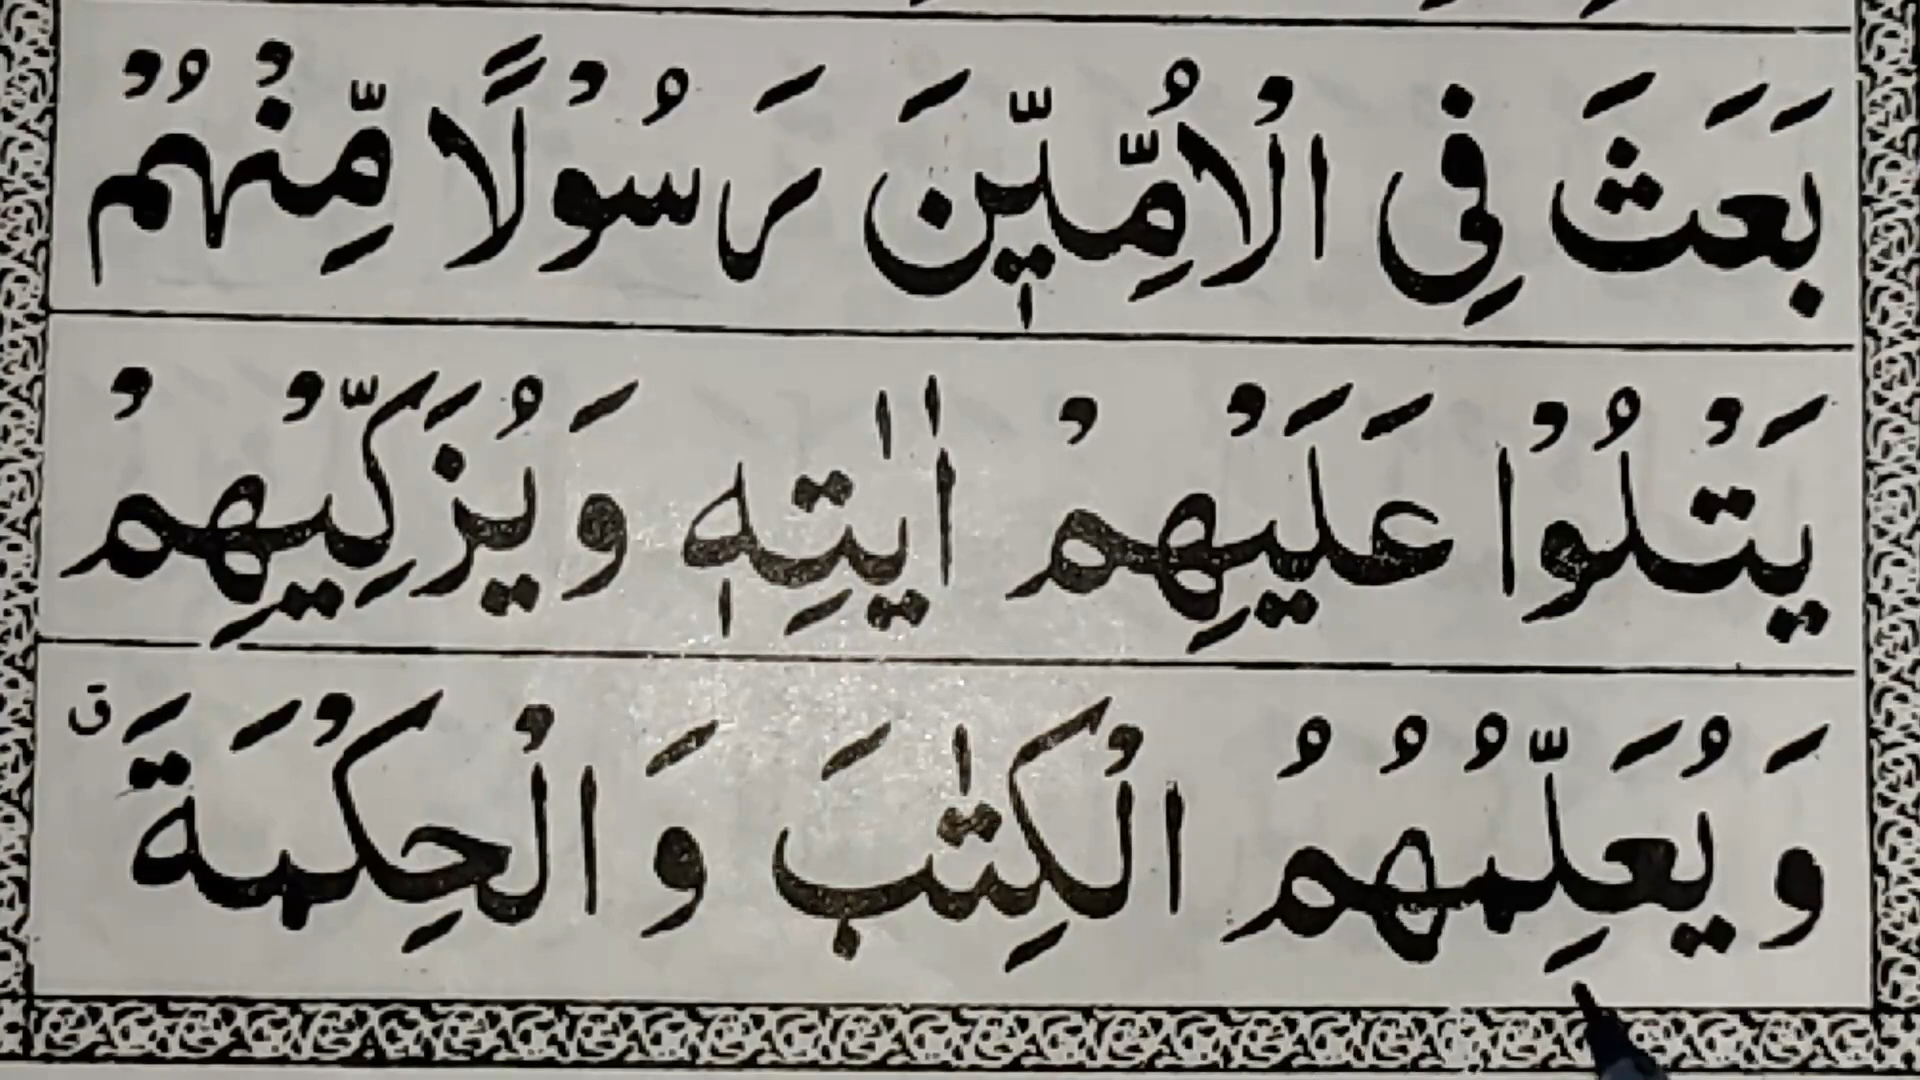 بَعَثَ فِی الْاُمِّیّٖنَ رَسُوْلًا مِّنْهُمْ
یَتْلُوْا عَلَیْهِمْ اٰیٰتِهٖ وَیُزَكِّیْهِمْ
وَیُعَلِّمُهُمُ الْكِتٰبَ وَالْحِكْمَةَ ۗ